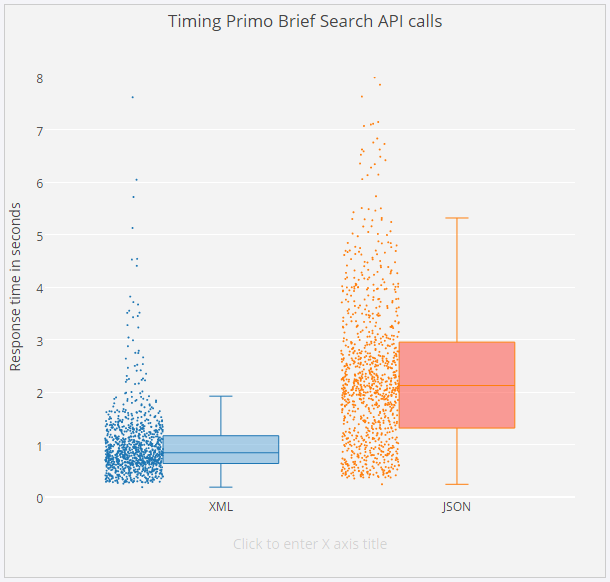 Timing Primo Brief Search API calls
Response time in seconds
8
7
6
5
4
3
2
1
0
XML JSON
Click to enter X axis title